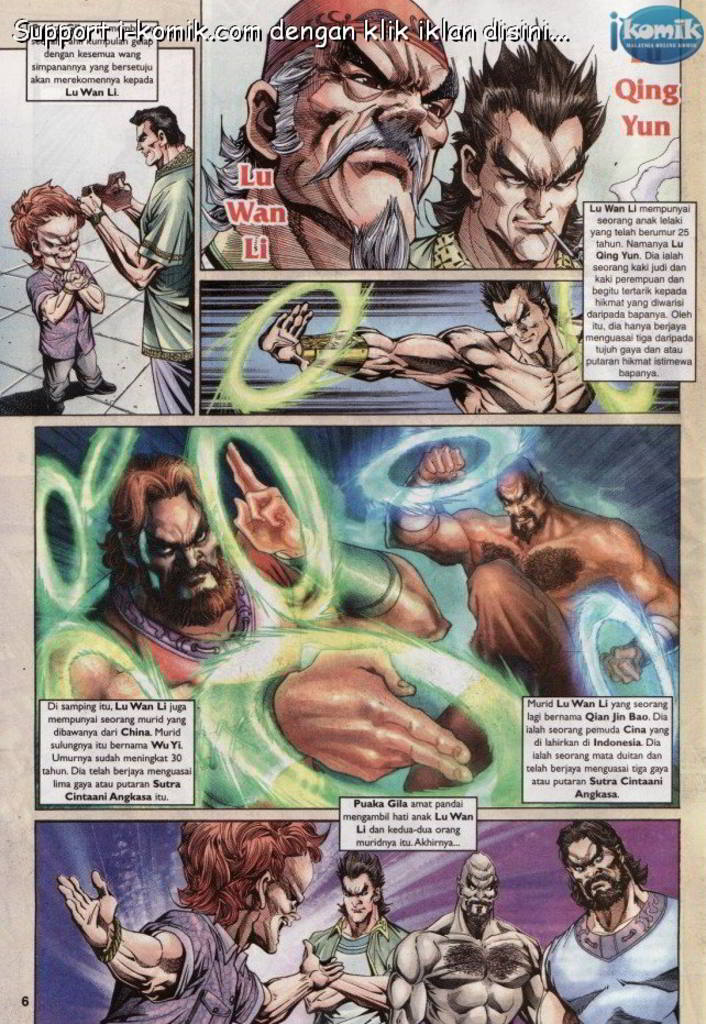 Support i-komik.com dengan klik iklan disini...
ikomik
MALAYSIA ONLINE KOMIK
dengan kesemua wang
simpanannya yang bersetuju
akan merekomennya kepada
Lu Wan Li.
Lu
Wan
Li
Qing
Yun
Lu Wan Li mempunyai
seorang anak lelaki
yang telah berumur 25
tahun. Namanya Lu
Qing Yun. Dia ialah
seorang kaki judi dan
kaki perempuan dan
begitu tertarik kepada
hikmat yang diwarisi
daripada bapanya. Oleh
itu, dia hanya berjaya
menguasai tiga daripada
tujuh gaya dan atau
putaran hikmat istimewa
bapanya.
Di samping itu, Lu Wan Li juga
mempunyai seorang murid yang
dibawanya dari China. Murid
sulungnya itu bernama Wu Yi.
Umurnya sudah meningkat 30
tahun. Dia telah berjaya menguasai
lima gaya atau putaran Sutra
Cintaani Angkasa itu.
Murid Lu Wan Li yang seorang
lagi bernama Qian Jin Bao. Dia
ialah seorang pemuda Cina yang
di lahirkan di Indonesia. Dia
ialah seorang mata duitan dan
telah berjaya menguasai tiga gaya
atau putaran Sutra Cintaani
Angkasa.
Puaka Gila amat pandai
mengambil hati anak Lu Wan
Li dan kedua-dua orang
muridnya itu. Akhirnya...
6